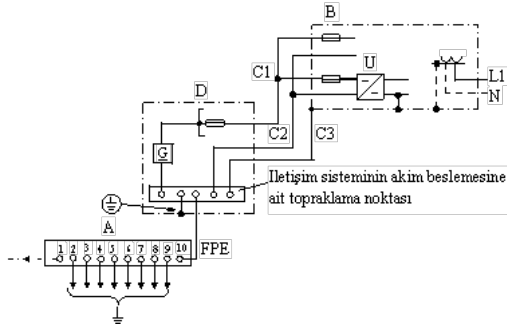 B
U
C1
L1
N
D
C2
C3
G
Iletişim sisteminin akim beslemesine
ait topraklama noktası
A
FPE
1 2 3 4 5 6 7 8 9 10